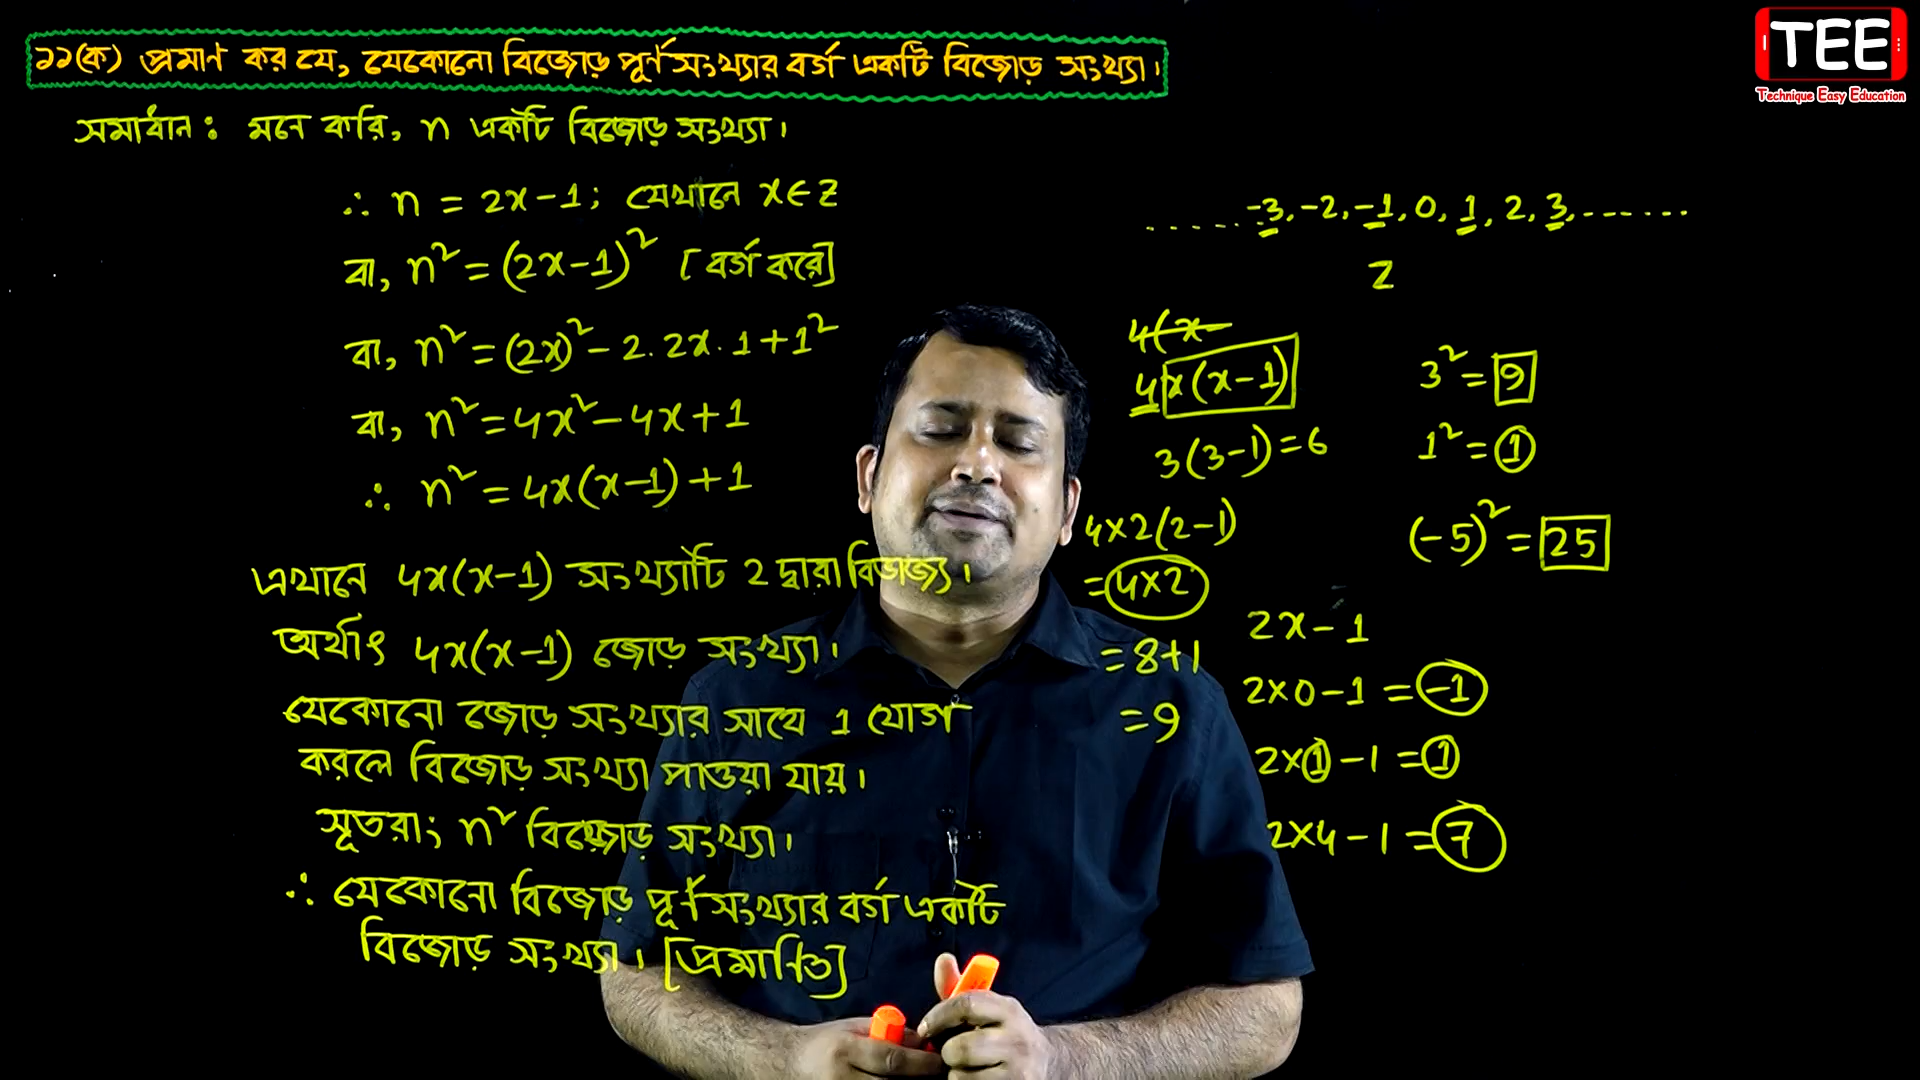 ১১(ক) প্রমাণ কর যে, যেকোনো বিজোড় পূর্ণ সংখ্যার বর্গ একটি বিজোড় সংখ্যা।
TEE
Technique Easy Education
সমাধান : মনে করি, n একটি বিজোড় সংখ্যা।
∴ n = 2x-1; যেখানে x∈Z
বা, n² = (2x-1)² [বর্গ করে]
বা, n² = (2x)² - 2.2x.1 + 1²
বা, n² = 4x² - 4x + 1
∴ n² = 4x(x-1) + 1
এখানে 4x(x-1) সংখ্যাটি 2 দ্বারা বিভাজ্য।
অর্থাৎ 4x(x-1) জোড় সংখ্যা।
যেকোনো জোড় সংখ্যার সাথে 1 যোগ
করলে বিজোড় সংখ্যা পাওয়া যায়।
সূতরাং n² বিজোড় সংখ্যা।
∴ যেকোনো বিজোড় পূর্ণ সংখ্যার বর্গ একটি
বিজোড় সংখ্যা। [প্রমাণিত]
...... -3, -2, -1, 0, 1, 2, 3, ------
Z
4(x
4x(x-1)
3(3-1) = 6
4×2(2-1)
= 4×2
= 8+1
= 9
3² = 9
1² = 1
(-5)² = 25
2x-1
2×0-1 = -1
2×1-1 = 1
2×4-1 = 7